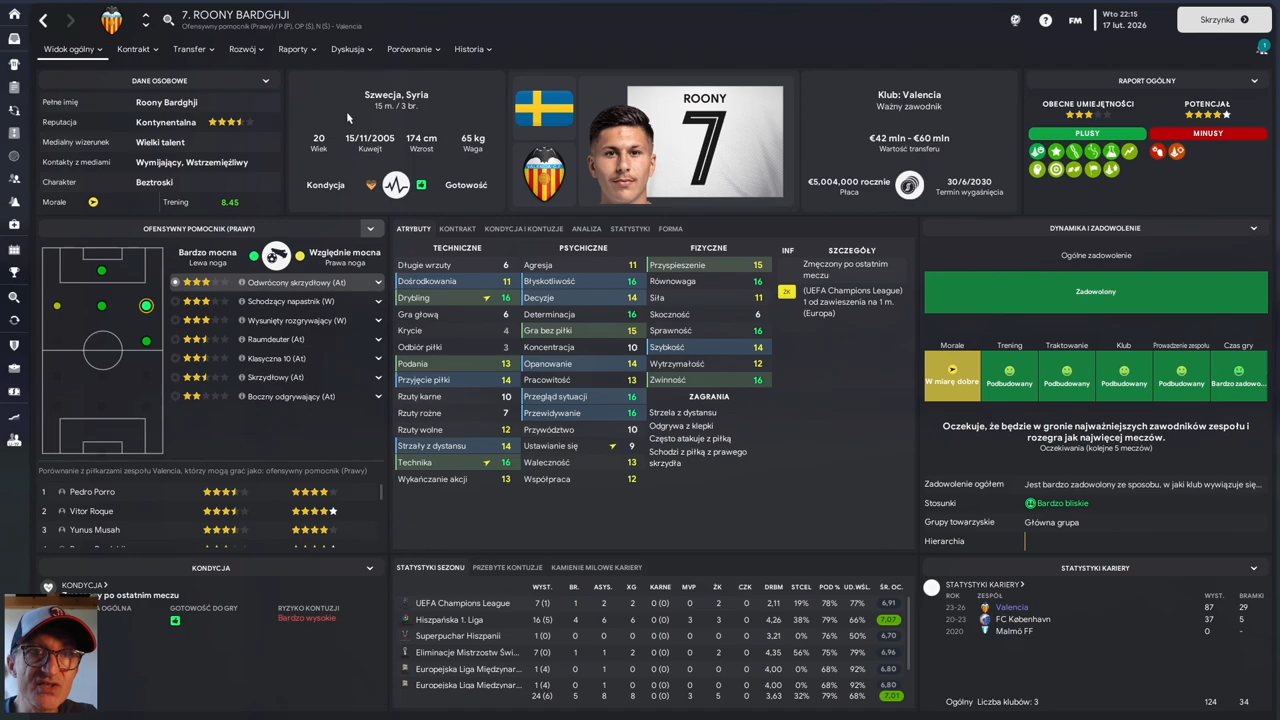 7. ROONY BARDGHJI
Ofensywny pomocnik (Prawy) / P (P), OP (Ś), N (Ś) - Valencia
FM
Wto 22:15
17 lut. 2026
Skrzynka
Widok ogólny
Kontrakt
Transfer
Rozwój
Raporty
Dyskusja
Porównanie
Historia
1
DANE OSOBOWE
Pełne imię Roony Bardghji
Reputacja Kontynentalna
Medialny wizerunek Wielki talent
Kontakty z mediami Wymijający, Wstrzemięźliwy
Charakter Beztroski
Morale
Trening 8.45
Szwecja, Syria
15 m. / 3 br.
20 15/11/2005 174 cm 65 kg
Wiek Kuwejt Wzrost Waga
Kondycja Gotowość
ROONY
7
Klub: Valencia
Ważny zawodnik
€42 mln - €60 mln
Wartość transferu
€5,004,000 rocznie
Płaca
30/6/2030
Termin wygaśnięcia
RAPORT OGÓLNY
OBECNE UMIEJĘTNOŚCI
POTENCJAŁ
PLUSY
MINUSY
OFENSYWNY POMOCNIK (PRAWY)
Bardzo mocna
Lewa noga
Względnie mocna
Prawa noga
Odwrócony skrzydłowy (At)
Schodzący napastnik (W)
Wysunięty rozgrywający (W)
Raumdeuter (At)
Klasyczna 10 (At)
Skrzydłowy (At)
Boczny odgrywający (At)
Porównanie z piłkarzami zespołu Valencia, którzy mogą grać jako: ofensywny pomocnik (Prawy)
1 Pedro Porro
2 Vitor Roque
3 Yunus Musah
ATRYBUTY
KONTRAKT
KONDYCJA I KONTUZJE
ANALIZA
STATYSTYKI
FORMA
TECHNICZNE
Długie wrzuty 6
Dośrodkowania 11
Drybling 16
Gra głową 6
Krycie 4
Odbiór piłki 3
Podania 13
Przyjęcie piłki 14
Rzuty karne 10
Rzuty rożne 7
Rzuty wolne 12
Strzały z dystansu 14
Technika 16
Wykańczanie akcji 13
PSYCHICZNE
Agresja 11
Błyskotliwość 16
Decyzje 14
Determinacja 16
Gra bez piłki 15
Koncentracja 10
Opanowanie 14
Pracowitość 13
Przegląd sytuacji 16
Przewidywanie 16
Przywództwo 10
Ustawianie się 9
Waleczność 13
Współpraca 12
FIZYCZNE
Przyspieszenie 15
Równowaga 16
Siła 11
Skoczność 6
Sprawność 16
Szybkość 14
Wytrzymałość 12
Zwinność 16
ZAGRANIA
Strzela z dystansu
Odgrywa z klepki
Często atakuje z piłką
Schodzi z piłką z prawego
skrzydła
INF SZCZEGÓŁY
Zmęczony po ostatnim
meczu
ŻK
(UEFA Champions League)
1 od zawieszenia na 1 m.
(Europa)
DYNAMIKA I ZADOWOLENIE
Ogólne zadowolenie
Zadowolony
Morale Trening Traktowanie Klub Prowadzenie zespołu Czas gry
W miarę dobre Podbudowany Podbudowany Podbudowany Podbudowany Bardzo zadowo...
Oczekuje, że będzie w gronie najważniejszych zawodników zespołu i
rozegra jak najwięcej meczów.
Oczekiwania (kolejne 5 meczów)
Zadowolenie ogółem Jest bardzo zadowolony ze sposobu, w jaki klub wywiązuje się...
Stosunki Bardzo bliskie
Grupy towarzyskie Główna grupa
Hierarchia
KONDYCJA
KONDYCJA
po ostatnim meczu
OGÓLNA
GOTOWOŚĆ DO GRY
RYZYKO KONTUZJI
Bardzo wysokie
STATYSTYKI SEZONU
PRZEBYTE KONTUZJE
KAMIENIE MILOWE KARIERY
WYST. BR. ASYS. XG KARNE MVP ŻK CZK DRBM STCEL POD % UD.WŚL. ŚR. OC.
UEFA Champions League 7 (1) 1 2 2 0 (0) 0 2 0 2,11 19% 78% 77% 6,91
Hiszpańska 1. Liga 16 (5) 4 6 5 0 (0) 3 3 0 4,26 38% 79% 66% 7,07
Superpuchar Hiszpanii 1 (0) 0 0 0 0 (0) 0 0 0 3,21 0% 76% 50% 6,70
Eliminacje Mistrzostw Świ... 7 (0) 1 1 2 0 (0) 0 2 0 4,35 56% 75% 79% 6,96
Europejska Liga Międzynar... 1 (4) 0 0 0 0 (0) 0 0 0 4,00 0% 68% 92% 6,80
Europejska Liga Międzynar... 1 (4) 0 0 0 0 (0) 0 0 0 4,00 0% 68% 92% 6,80
24 (6) 5 8 8 0 (0) 3 5 0 3,63 32% 79% 68% 7,01
STATYSTYKI KARIERY
STATYSTYKI KARIERY
ROK ZESPÓŁ WYST. BRAMKI
23-26 Valencia 87 29
20-23 FC København 37 5
2020 Malmö FF 0 -
Ogólny Liczba klubów: 3 124 34